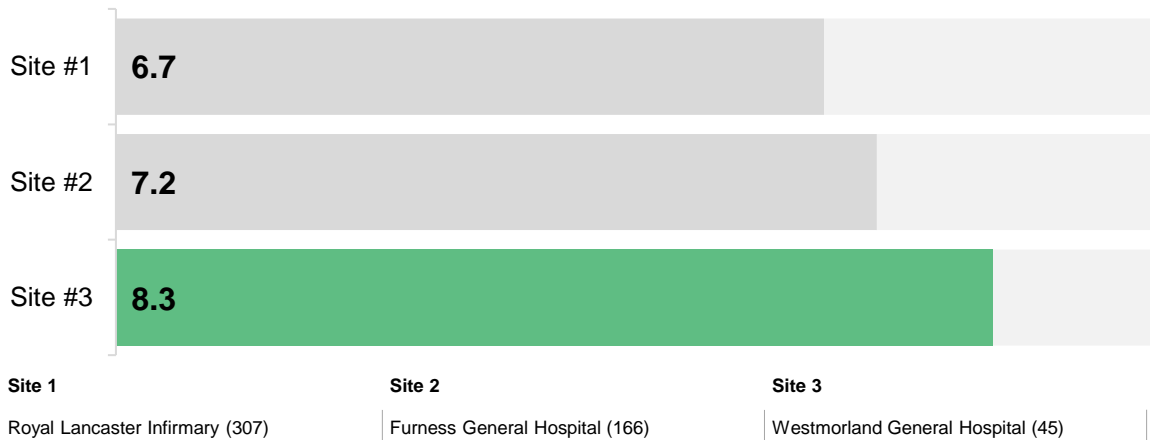 Site #1 6.7
Site #2 7.2
Site #3 8.3
Site 1 Site 2 Site 3
Royal Lancaster Infirmary (307) Furness General Hospital (166) Westmorland General Hospital (45)